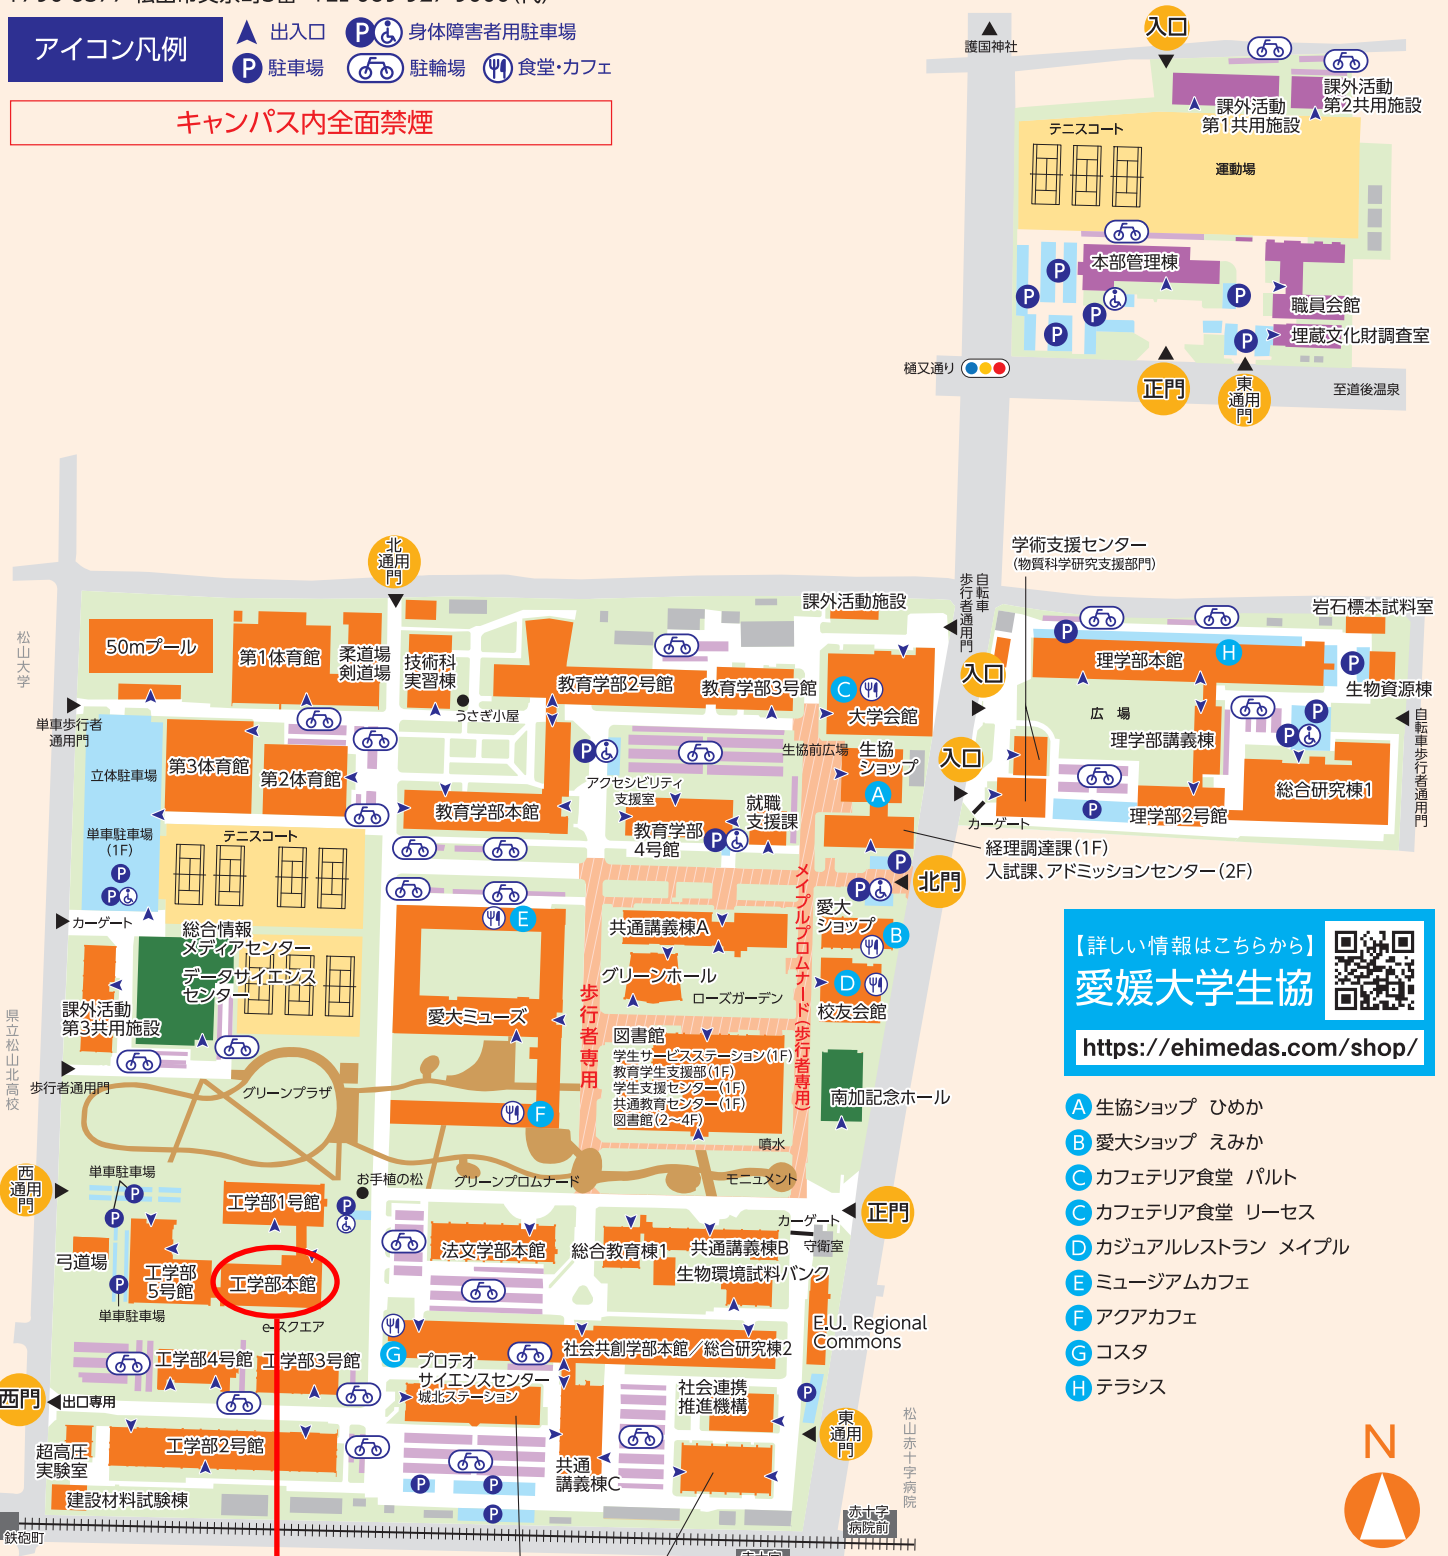 アイコン凡例
出入口
身体障害者用駐車場
P 駐車場
駐輪場
食堂・カフェ
キャンパス内全面禁煙
護国神社
入口
課外活動
第1共用施設
課外活動
第2共用施設
テニスコート
運動場
本部管理棟
職員会館
埋蔵文化財調査室
樋又通り
正門
東
通用
門
至道後温泉
北
通用
門
学術支援センター
(物質科学研究支援部門)
自転車
歩行者通用門
課外活動施設
岩石標本試料室
松山大学
50mプール
第1体育館
柔道場
剣道場
技術科
実習棟
うさぎ小屋
教育学部2号館
教育学部3号館
C
大学会館
入口
理学部本館
H
生物資源棟
広 場
理学部講義棟
自転車歩行者通用門
単車歩行者
通用門
立体駐車場
第3体育館
第2体育館
アクセシビリティ
支援室
生協前広場
生協
ショップ
A
入口
カーゲート
理学部2号館
総合研究棟1
教育学部本館
教育学部
4号館
就職
支援課
経理調達課(1F)
入試課、アドミッションセンター(2F)
単車駐車場
(1F)
テニスコート
北門
カーゲート
総合情報
メディアセンター
データサイエンス
センター
E
共通講義棟A
メイプルプロムナード(歩行者専用)
愛大
ショップ
B
グリーンホール
ローズガーデン
D
校友会館
歩行者専用
課外活動
第3共用施設
愛大ミューズ
県立松山北高校
図書館
学生サービスステーション(1F)
教育学生支援部(1F)
学生支援センター(1F)
共通教育センター(1F)
図書館(2〜4F)
歩行者通用門
グリーンプラザ
F
南加記念ホール
噴水
【詳しい情報はこちらから】
愛媛大学生協
https://ehimedas.com/shop/
A 生協ショップ ひめか
B 愛大ショップ えみか
C カフェテリア食堂 パルト
C カフェテリア食堂 リーセス
D カジュアルレストラン メイプル
E ミュージアムカフェ
F アクアカフェ
G コスタ
H テラシス
西
通用
門
単車駐車場
お手植の松
グリーンプロムナード
モニュメント
工学部1号館
カーゲート
正門
守衛室
弓道場
工学部
5号館
工学部本館
法文学部本館
総合教育棟1
共通講義棟B
生物環境試料バンク
単車駐車場
e-スクエア
E.U. Regional
Commons
工学部4号館
工学部3号館
G
プロテオ
サイエンスセンター
城北ステーション
社会共創学部本館／総合研究棟2
社会連携
推進機構
西門
出口専用
東
通用
門
松山赤十字病院
超高圧
実験室
工学部2号館
共通
講義棟C
建設材料試験棟
鉄砲町
赤十字
病院前
N